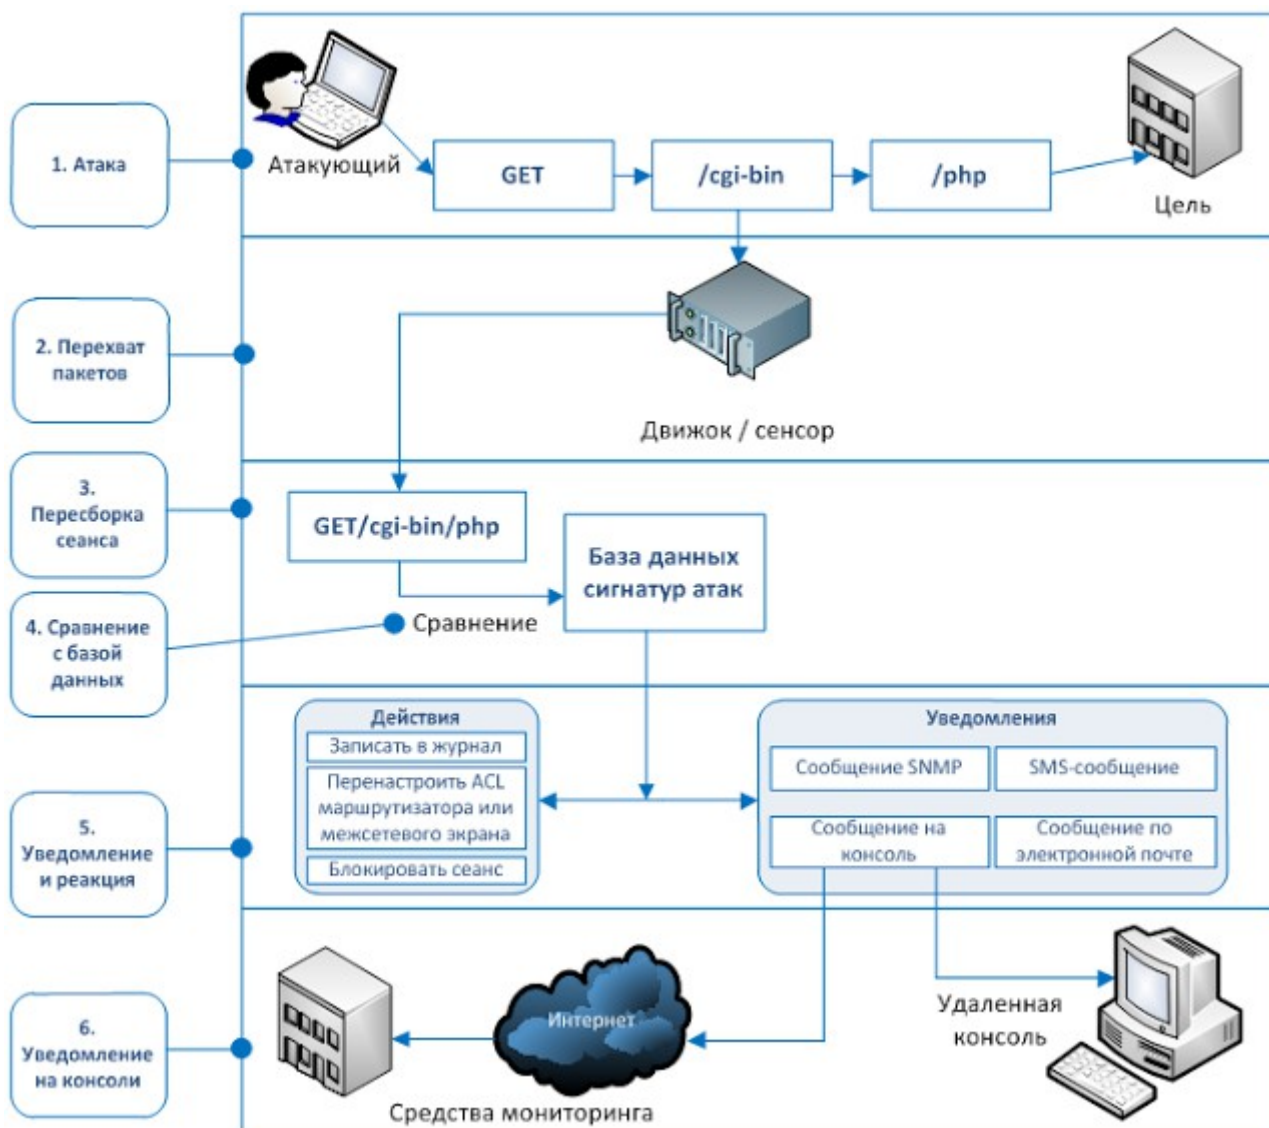 1. Атака
Атакующий
GET
/cgi-bin
/php
Цель
2. Перехват
пакетов
Движок / сенсор
3.
Пересборка
сеанса
GET/cgi-bin/php
База данных
сигнатур атак
4. Сравнение
с базой
данных
Сравнение
5.
Уведомление
и реакция
Действия
Записать в журнал
Перенастроить ACL
маршрутизатора или
межсетевого экрана
Блокировать сеанс
Уведомления
Сообщение SNMP
SMS-сообщение
Сообщение на
консоль
Сообщение по
электронной почте
6.
Уведомление
на консоли
Интернет
Средства мониторинга
Удаленная
консоль